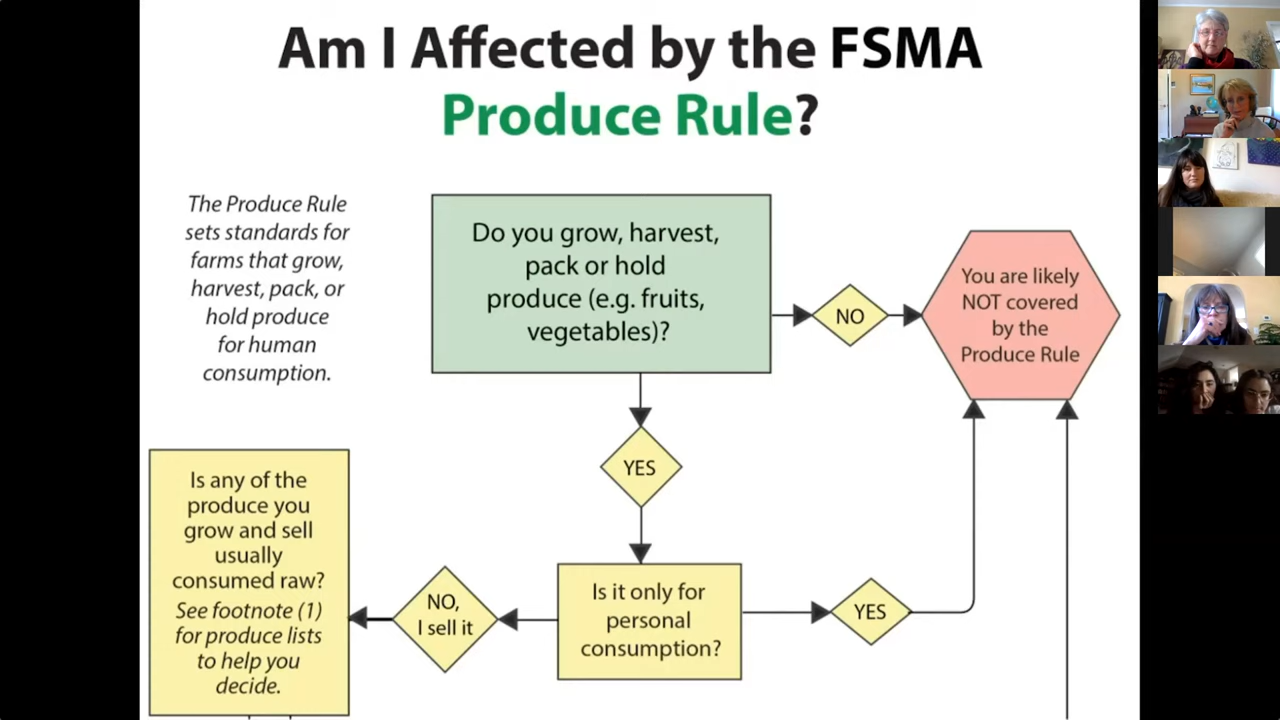 Am I Affected by the FSMA
Produce Rule?
The Produce Rule
sets standards for
farms that grow,
harvest, pack, or
hold produce
for human
consumption.
Do you grow, harvest,
pack or hold
produce (e.g. fruits,
vegetables)?
NO
You are likely
NOT covered
by the
Produce Rule
YES
Is any of the
produce you
grow and sell
usually
consumed raw?
See footnote (1)
for produce lists
to help you
decide.
NO,
I sell it
Is it only for
personal
consumption?
YES